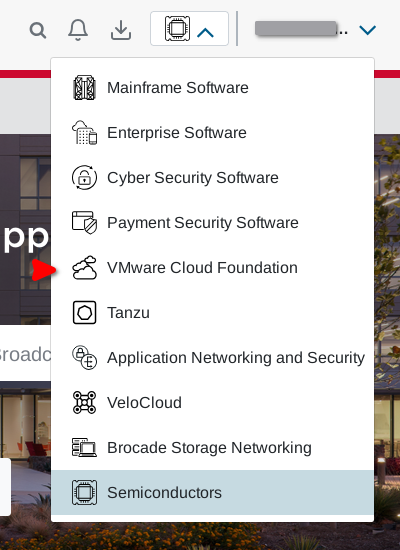 ...
Mainframe Software
Enterprise Software
Cyber Security Software
Payment Security Software
pp
VMware Cloud Foundation
Tanzu
Broadc
Application Networking and Security
VeloCloud
Brocade Storage Networking
Semiconductors